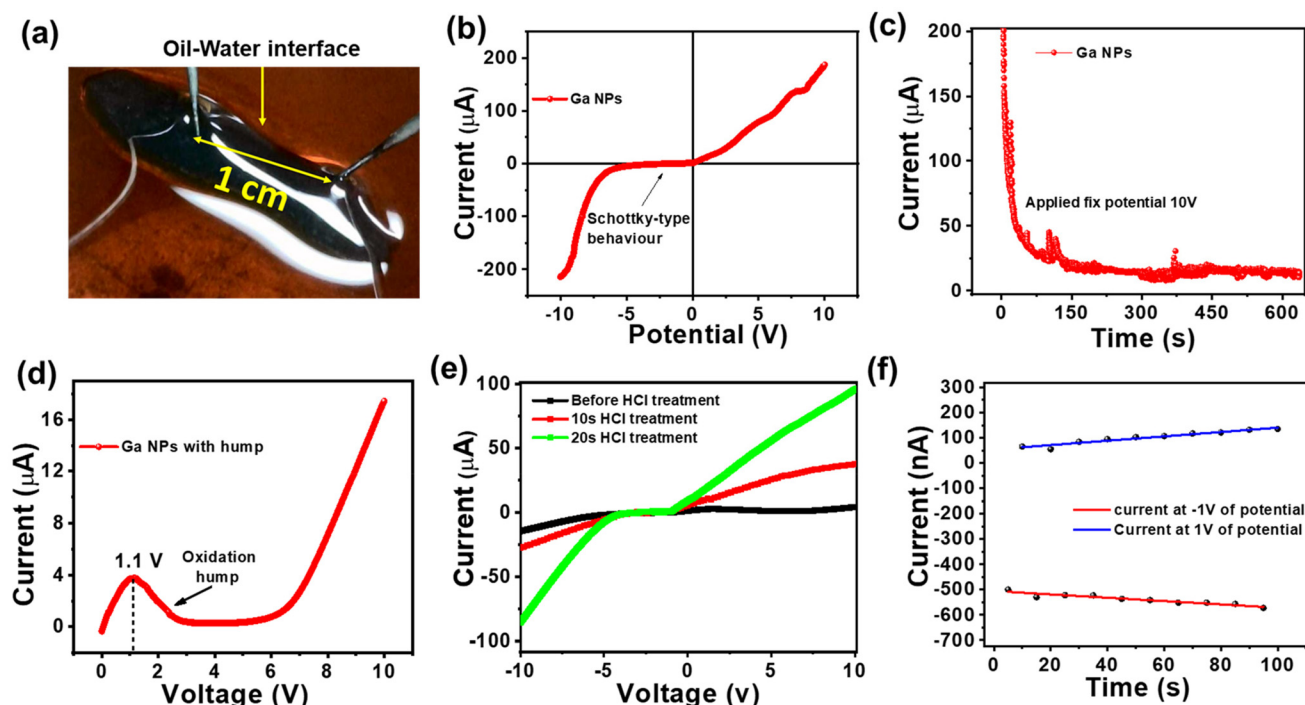 (a)
Oil-Water interface
1 cm
(b)
Current (μA)
200
100
0
-100
-200
Ga NPs
Schottky-type
behaviour
-10 -5 0 5 10
Potential (V)
(c)
Current (μA)
200
150
100
50
0
Ga NPs
Applied fix potential 10V
0 150 300 450 600
Time (s)
(d)
Current (μA)
16
12
8
4
0
Ga NPs with hump
1.1 V
Oxidation
hump
0 2 4 6 8 10
Voltage (V)
(e)
Current (μA)
100
50
0
-50
-100
Before HCl treatment
10s HCl treatment
20s HCl treatment
-10 -5 0 5 10
Voltage (v)
(f)
Current (nA)
300
200
100
0
-100
-200
-300
-400
-500
-600
-700
current at -1V of potential
Current at 1V of potential
0 20 40 60 80 100
Time (s)